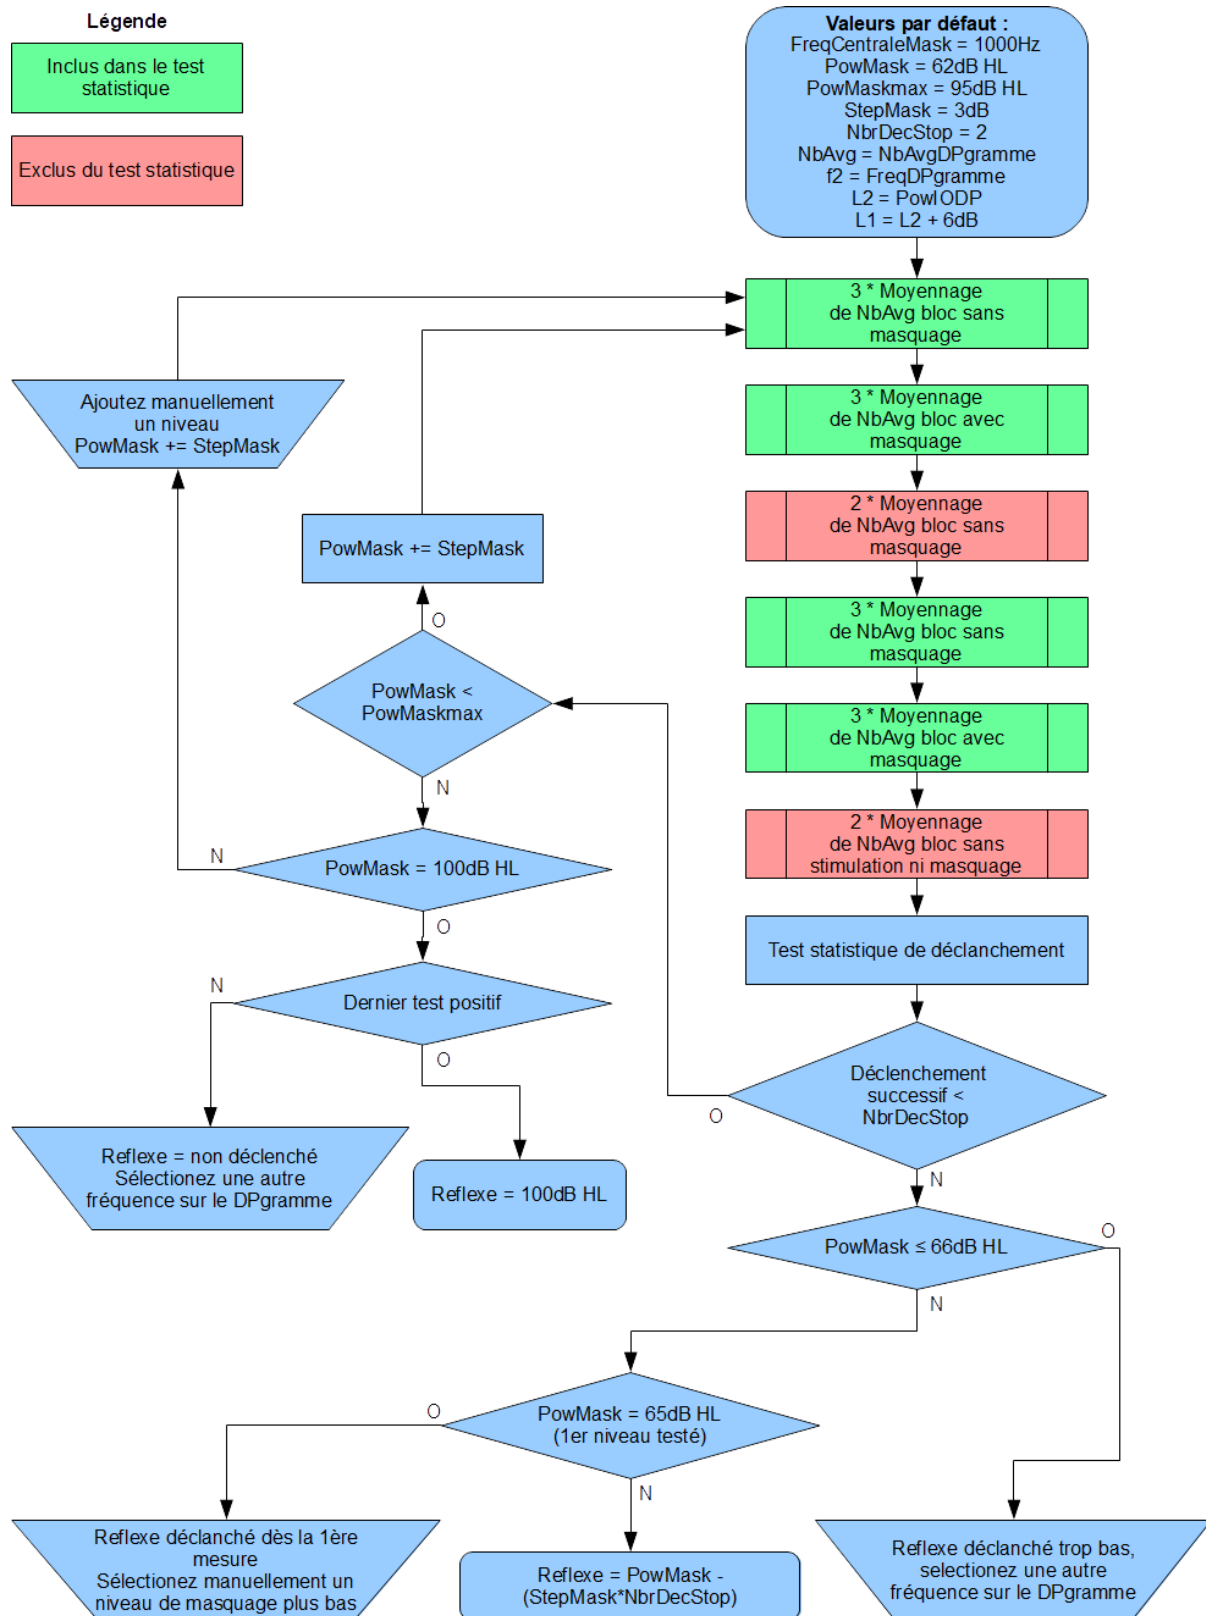 Légende
Inclus dans le test
statistique
Exclus du test statistique
Valeurs par défaut :
FreqCentraleMask = 1000Hz
PowMask = 62dB HL
PowMaskmax = 95dB HL
StepMask = 3dB
NbrDecStop = 2
NbAvg = NbAvgDPgramme
f2 = FreqDPgramme
L2 = PowIODP
L1 = L2 + 6dB
3 * Moyennage
de NbAvg bloc sans
masquage
3 * Moyennage
de NbAvg bloc avec
masquage
2 * Moyennage
de NbAvg bloc sans
masquage
3 * Moyennage
de NbAvg bloc sans
masquage
3 * Moyennage
de NbAvg bloc avec
masquage
2 * Moyennage
de NbAvg bloc sans
stimulation ni masquage
Test statistique de déclanchement
Déclenchement
successif <
NbrDecStop
O
N
Ajoutez manuellement
un niveau
PowMask += StepMask
PowMask += StepMask
O
PowMask <
PowMaskmax
N
PowMask = 100dB HL
N
O
Dernier test positif
N
O
Reflexe = non déclenché
Sélectionez une autre
fréquence sur le DPgramme
Reflexe = 100dB HL
PowMask ≤ 66dB HL
O
N
PowMask = 65dB HL
(1er niveau testé)
O
N
Reflexe déclanché dès la 1ère
mesure
Sélectionez manuellement un
niveau de masquage plus bas
Reflexe = PowMask -
(StepMask*NbrDecStop)
Reflexe déclanché trop bas,
selectionez une autre
fréquence sur le DPgramme